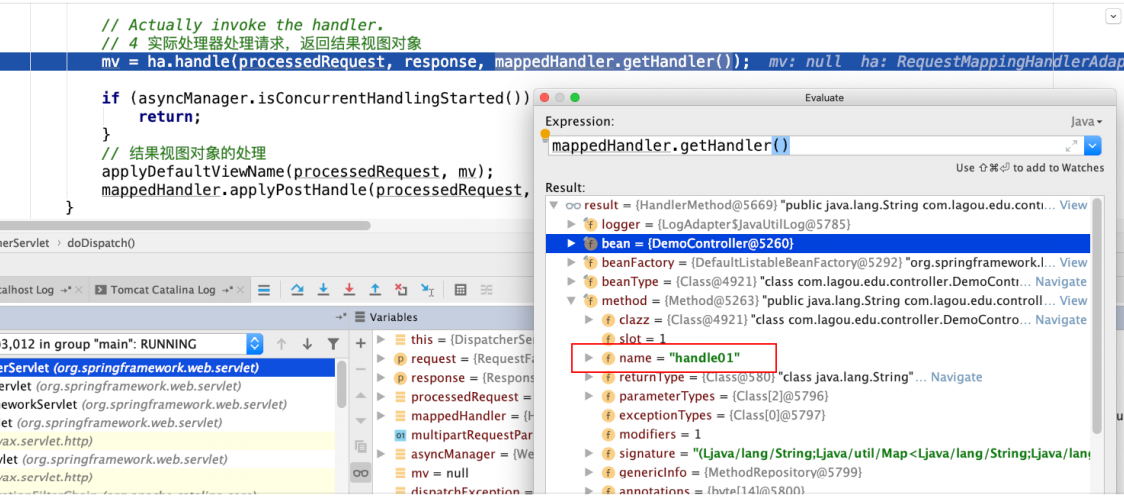 // Actually invoke the handler.
// 4 实际处理器处理请求，返回结果视图对象
mv = ha.handle(processedRequest, response, mappedHandler.getHandler()); mv: null ha: RequestMappingHandlerAdap
if (asyncManager.isConcurrentHandlingStarted())
return;
}
// 结果视图对象的处理
applyDefaultViewName(processedRequest, mv);
mappedHandler.applyPostHandle(processedRequest,
}
herServlet › doDispatch()
Evaluate
Expression:
Java
mappedHandler.getHandler()
Use ⇧⌘⏎ to add to Watches
Result:
result = {HandlerMethod@5669} "public java.lang.String com.lagou.edu.contr... View
logger = {LogAdapter$JavaUtilLog@5785}
bean = {DemoController@5260}
beanFactory = {DefaultListableBeanFactory@5292} "org.springframework.l... View
beanType = {Class@4921} "class com.lagou.edu.controller.DemoContr... Navigate
method = {Method@5263} "public java.lang.String com.lagou.edu.controll... View
clazz = {Class@4921} "class com.lagou.edu.controller.DemoContro... Navigate
slot = 1
name = "handle01"
returnType = {Class@580} "class java.lang.String"... Navigate
parameterTypes = {Class[2]@5796}
exceptionTypes = {Class[0]@5797}
modifiers = 1
signature = "(Ljava/lang/String;Ljava/util/Map<Ljava/lang/String;Ljava/lang
genericInfo = {MethodRepository@5799}
annotations = {byte[14]@5800}
calhost Log
Tomcat Catalina Log
Variables
3,012 in group "main": RUNNING
erServlet (org.springframework.web.servlet)
ervlet (org.springframework.web.servlet)
eworkServlet (org.springframework.web.servlet)
let (org.springframework.web.servlet)
vax.servlet.http)
vlet (org.springframework.web.servlet)
vax.servlet.http)
this = {DispatcherSer
request = {RequestFa
response = {Respons
processedRequest =
mappedHandler = {H
multipartRequestPar
asyncManager = {We
mv = null
dispatchException =